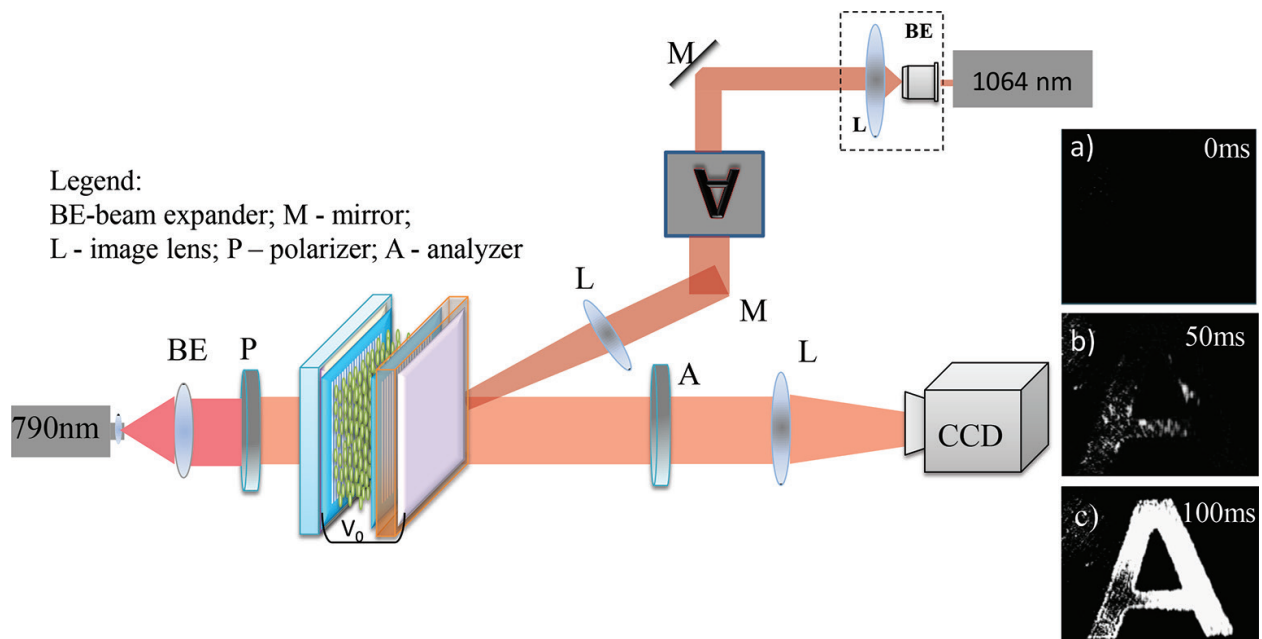 BE
M
1064 nm
L
a)
0ms
A
Legend:
BE-beam expander; M - mirror;
L - image lens; P – polarizer; A - analyzer
L
M
b)
50ms
BE
P
A
L
790nm
CCD
V₀
c)
100ms
A